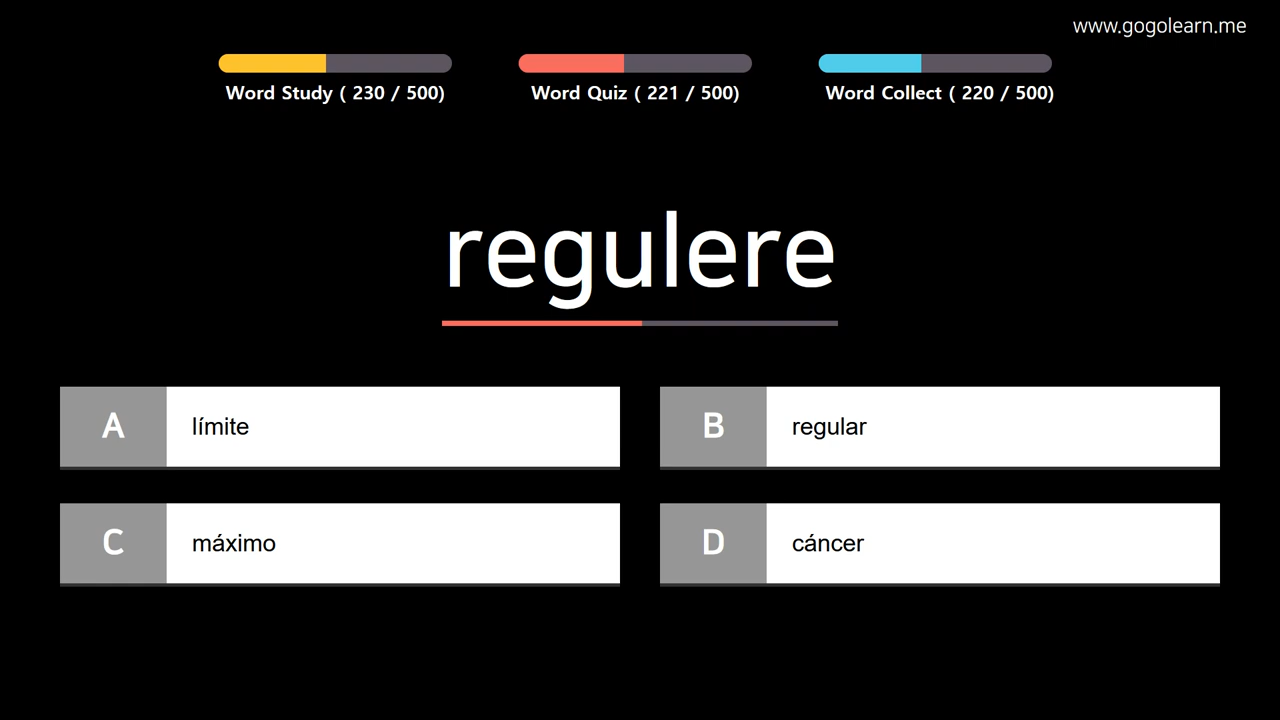 www.gogolearn.me
Word Study ( 230 / 500)
Word Quiz ( 221 / 500)
Word Collect ( 220 / 500)
regulere
A límite
B regular
C máximo
D cáncer